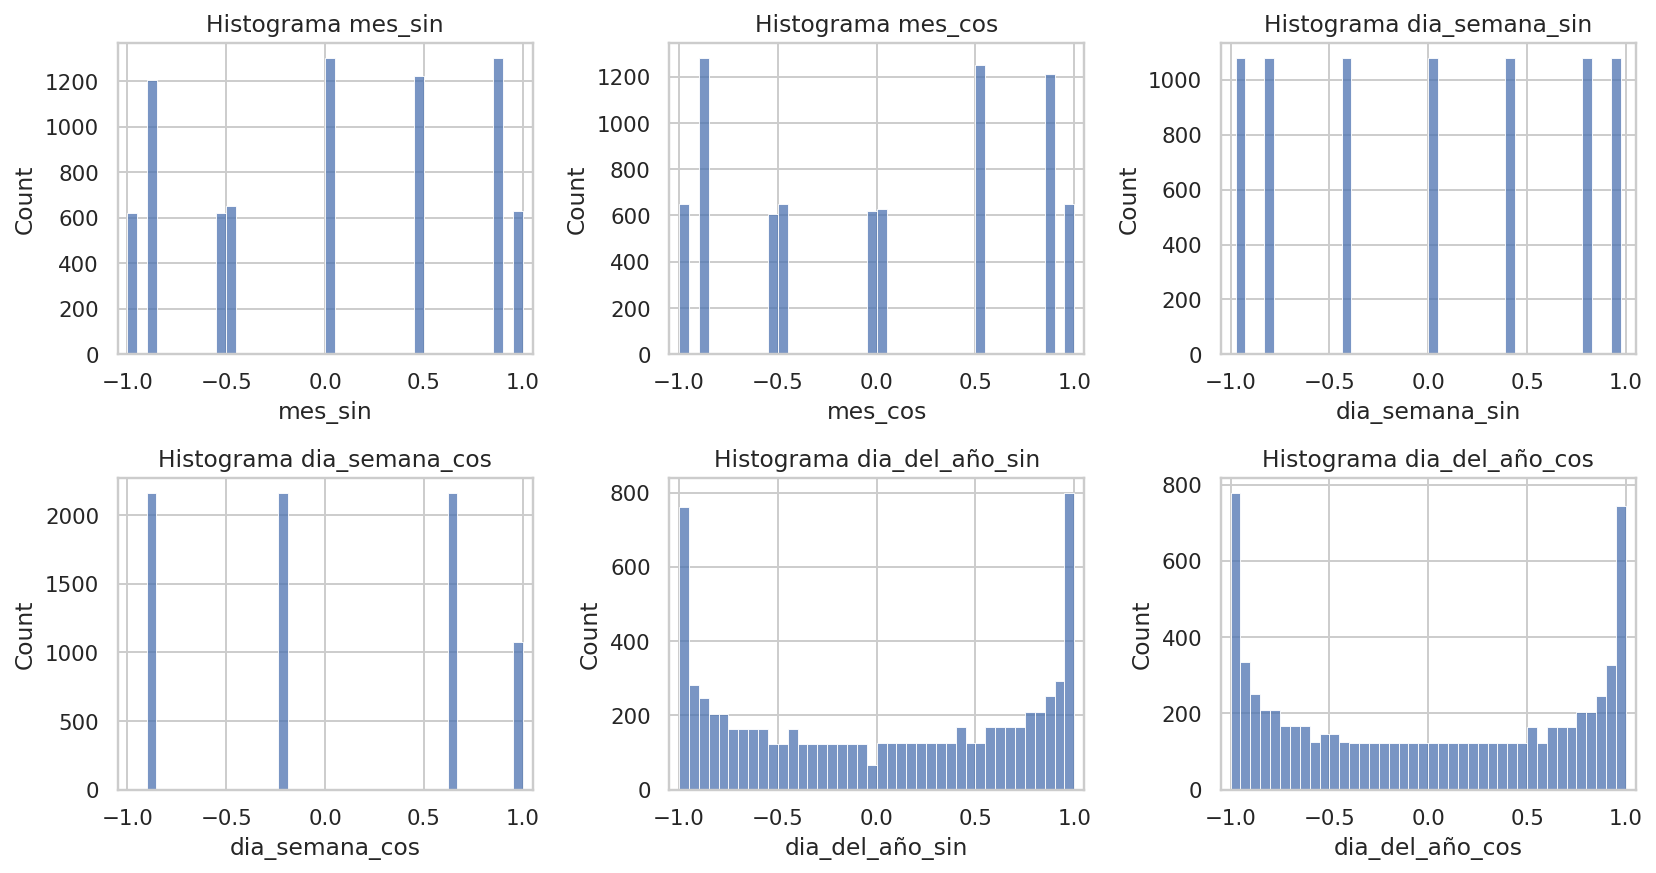 Histograma mes_sin
1200
1000
800
600
400
200
0
Count
−1.0 −0.5 0.0 0.5 1.0
mes_sin
Histograma mes_cos
1200
1000
800
600
400
200
0
Count
−1.0 −0.5 0.0 0.5 1.0
mes_cos
Histograma dia_semana_sin
1000
800
600
400
200
0
Count
−1.0 −0.5 0.0 0.5 1.0
dia_semana_sin
Histograma dia_semana_cos
2000
1500
1000
500
0
Count
−1.0 −0.5 0.0 0.5 1.0
dia_semana_cos
Histograma dia_del_año_sin
800
600
400
200
0
Count
−1.0 −0.5 0.0 0.5 1.0
dia_del_año_sin
Histograma dia_del_año_cos
800
600
400
200
0
Count
−1.0 −0.5 0.0 0.5 1.0
dia_del_año_cos